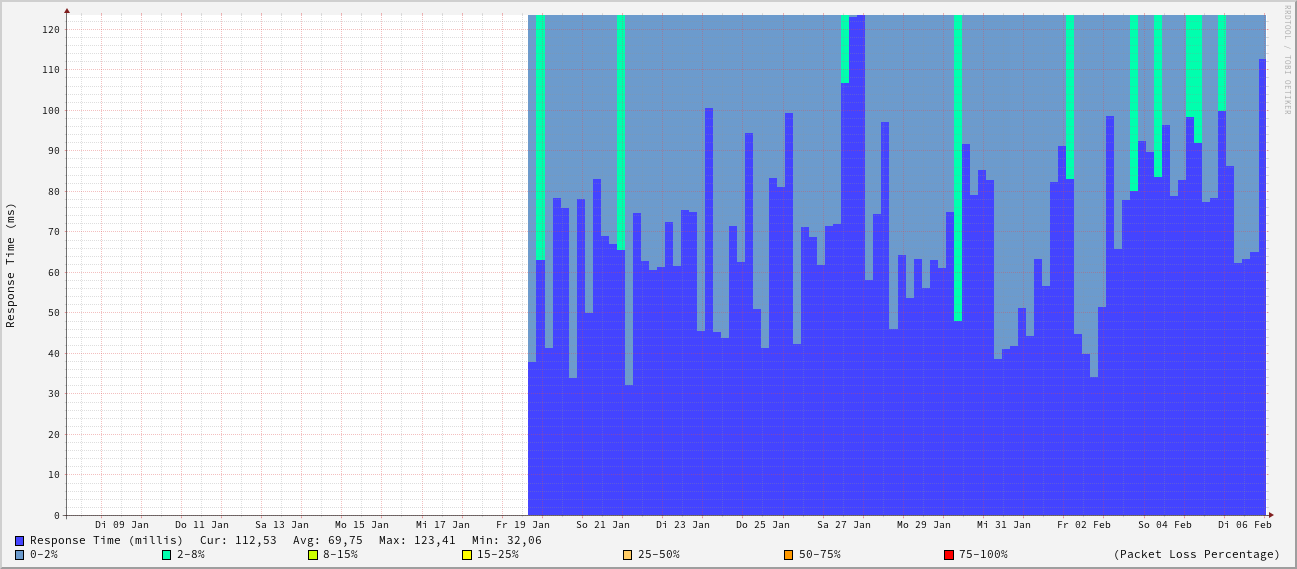 RRDTOOL / TOBI OETIKER
Response Time (ms)
120
110
100
90
80
70
60
50
40
30
20
10
0
Di 09 Jan Do 11 Jan Sa 13 Jan Mo 15 Jan Mi 17 Jan Fr 19 Jan So 21 Jan Di 23 Jan Do 25 Jan Sa 27 Jan Mo 29 Jan Mi 31 Jan Fr 02 Feb So 04 Feb Di 06 Feb
Response Time (millis) Cur: 112,53 Avg: 69,75 Max: 123,41 Min: 32,06
0-2% 2-8% 8-15% 15-25% 25-50% 50-75% 75-100% (Packet Loss Percentage)